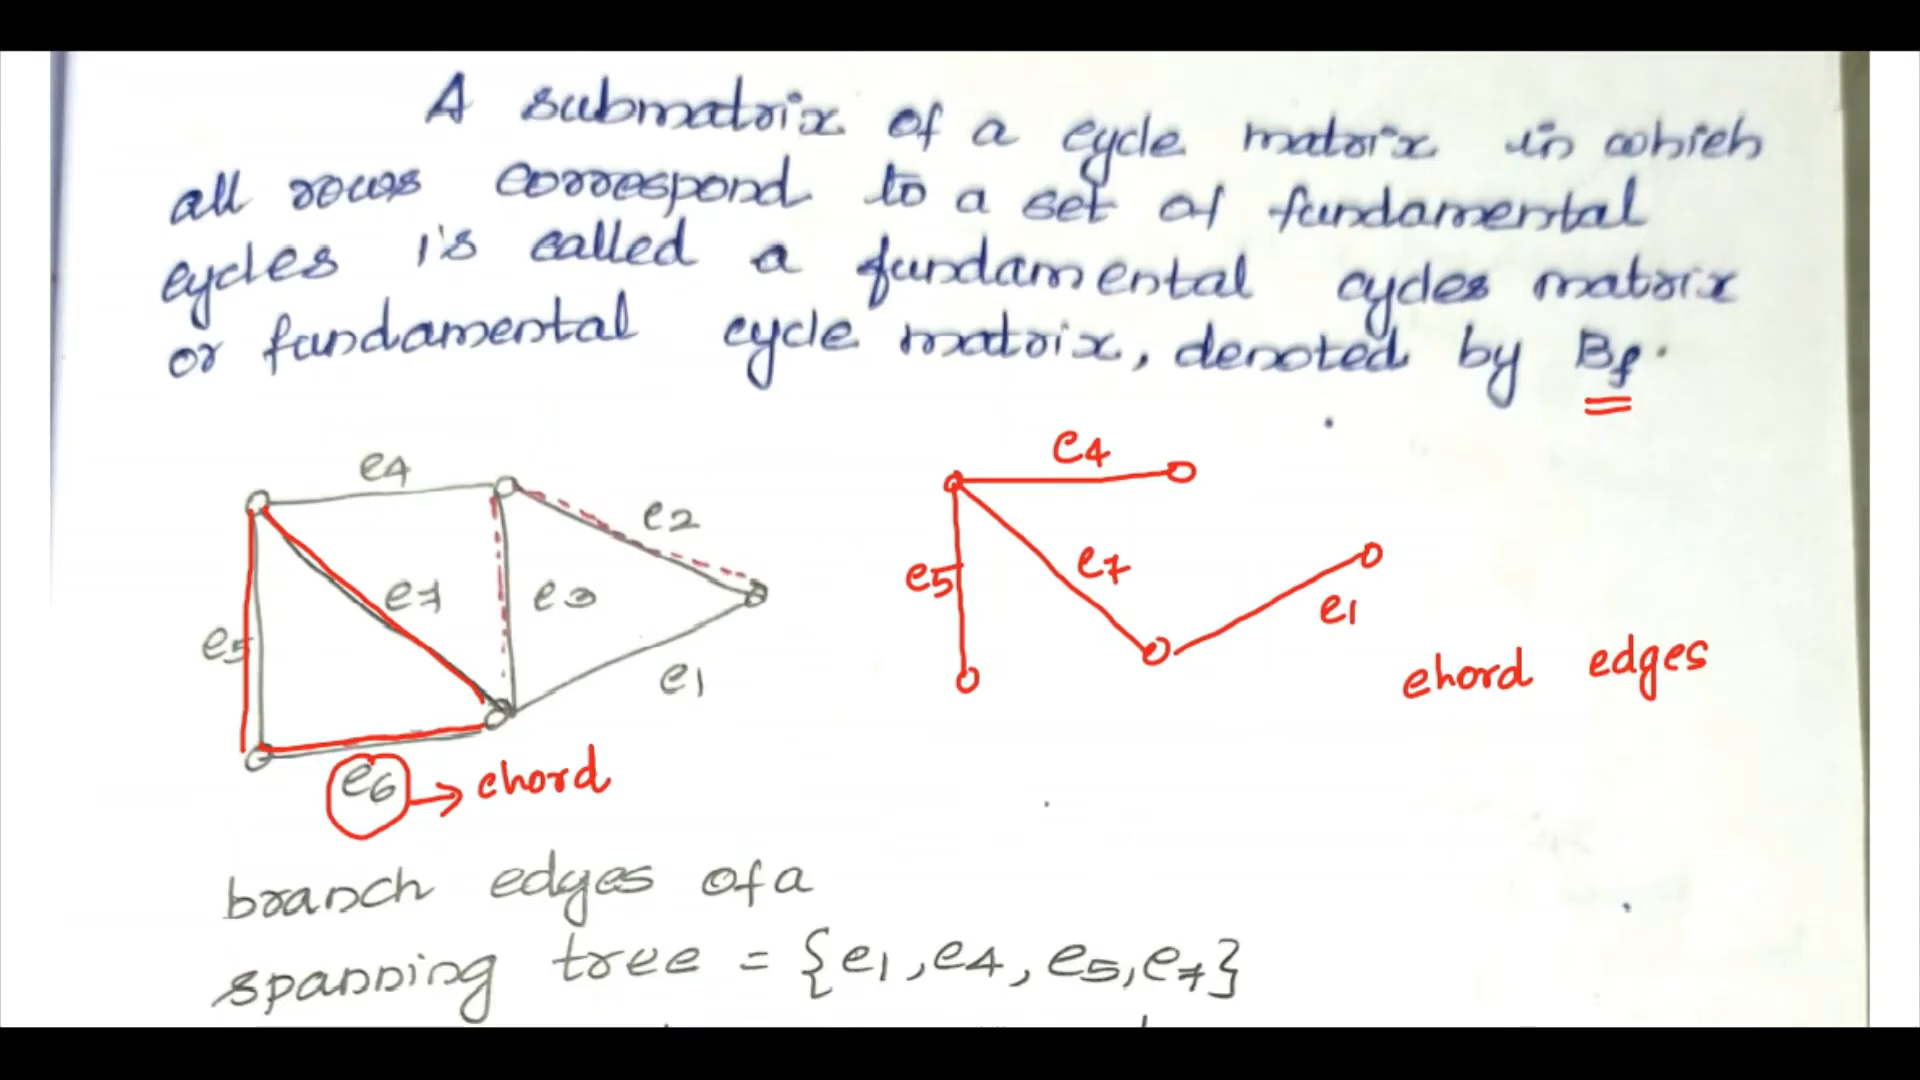 A submatrix of a cycle matrix in which
all rows correspond to a set of fundamental
cycles is called a fundamental cycles matrix
or fundamental cycle matrix, denoted by Bf.
e4
e2
e7
e3
e5
e1
e6 → chord
e4
e5
e7
e1
chord edges
branch edges of a
spanning tree = {e1, e4, e5, e7}